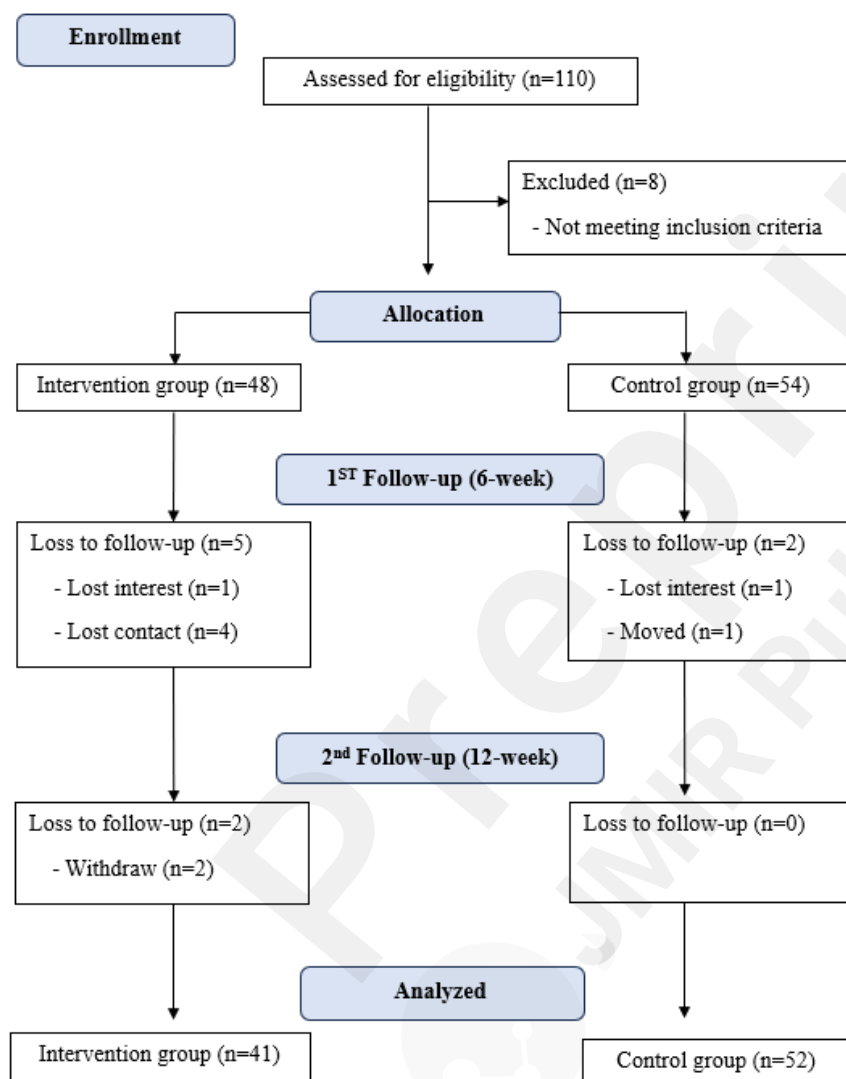 Enrollment
Assessed for eligibility (n=110)
Excluded (n=8)
- Not meeting inclusion criteria
Allocation
Intervention group (n=48)
Control group (n=54)
1ST Follow-up (6-week)
Loss to follow-up (n=5)
- Lost interest (n=1)
- Lost contact (n=4)
Loss to follow-up (n=2)
- Lost interest (n=1)
- Moved (n=1)
2nd Follow-up (12-week)
Loss to follow-up (n=2)
- Withdraw (n=2)
Loss to follow-up (n=0)
Analyzed
Intervention group (n=41)
Control group (n=52)
Prepri
JMIR Pu